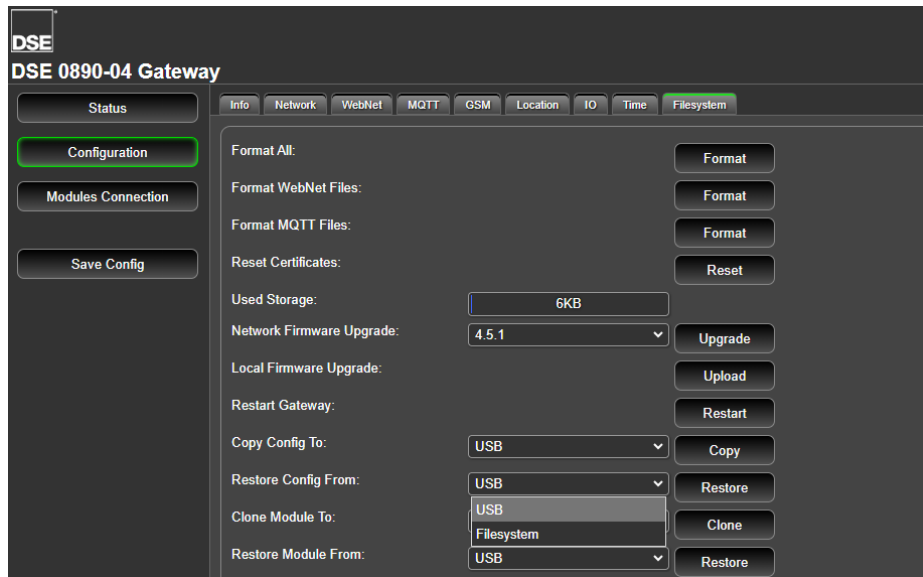 DSE
DSE 0890-04 Gateway
Status
Configuration
Modules Connection
Save Config
Info Network WebNet MQTT GSM Location IO Time Filesystem
Format All: Format
Format WebNet Files: Format
Format MQTT Files: Format
Reset Certificates: Reset
Used Storage: 6KB
Network Firmware Upgrade: 4.5.1 Upgrade
Local Firmware Upgrade: Upload
Restart Gateway: Restart
Copy Config To: USB Copy
Restore Config From: USB Restore
USB
Filesystem
Clone Module To: Clone
Restore Module From: USB Restore